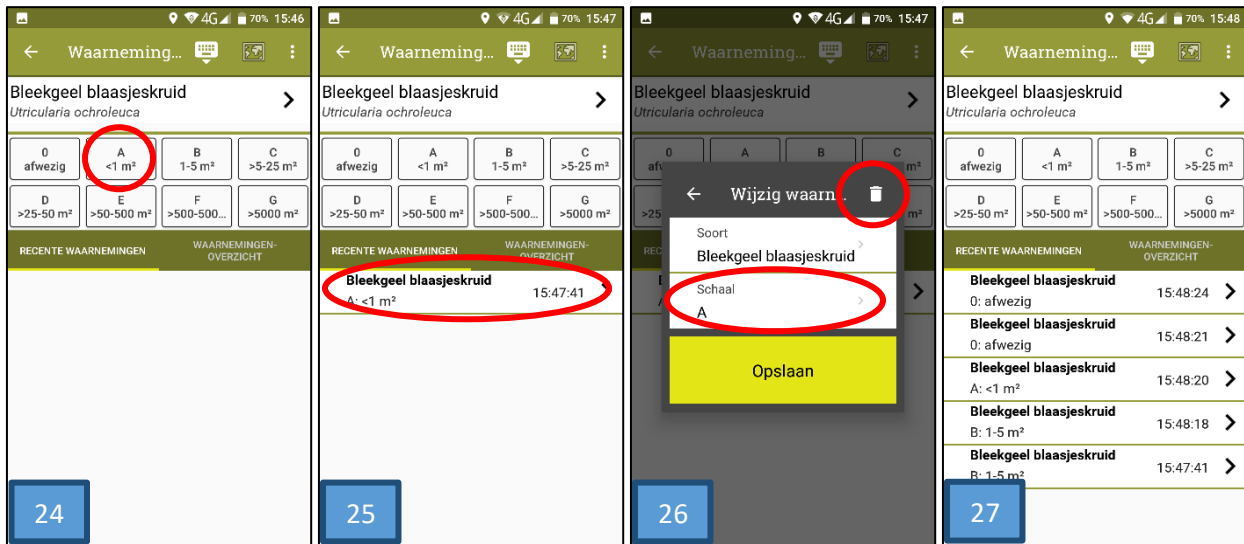 4G 70% 15:46
Waarneming...
Bleekgeel blaasjeskruid
Utricularia ochroleuca
0 A B C
afwezig <1 m² 1-5 m² >5-25 m²
D E F G
>25-50 m² >50-500 m² >500-500... >5000 m²
RECENTE WAARNEMINGEN WAARNEMINGEN-
OVERZICHT
24
4G 70% 15:47
Waarneming...
Bleekgeel blaasjeskruid
Utricularia ochroleuca
0 A B C
afwezig <1 m² 1-5 m² >5-25 m²
D E F G
>25-50 m² >50-500 m² >500-500... >5000 m²
RECENTE WAARNEMINGEN WAARNEMINGEN-
OVERZICHT
Bleekgeel blaasjeskruid
A: <1 m² 15:47:41
25
4G 70% 15:47
Waarneming...
Bleekgeel blaasjeskruid
Utricularia ochroleuca
0 A B C
Wijzig waarn...
Soort
Bleekgeel blaasjeskruid
Schaal
A
Opslaan
26
4G 70% 15:48
Waarneming...
Bleekgeel blaasjeskruid
Utricularia ochroleuca
0 A B C
afwezig <1 m² 1-5 m² >5-25 m²
D E F G
>25-50 m² >50-500 m² >500-500... >5000 m²
RECENTE WAARNEMINGEN WAARNEMINGEN-
OVERZICHT
Bleekgeel blaasjeskruid
0: afwezig 15:48:24
Bleekgeel blaasjeskruid
0: afwezig 15:48:21
Bleekgeel blaasjeskruid
A: <1 m² 15:48:20
Bleekgeel blaasjeskruid
B: 1-5 m² 15:48:18
Bleekgeel blaasjeskruid
B: 1-5 m² 15:47:41
27